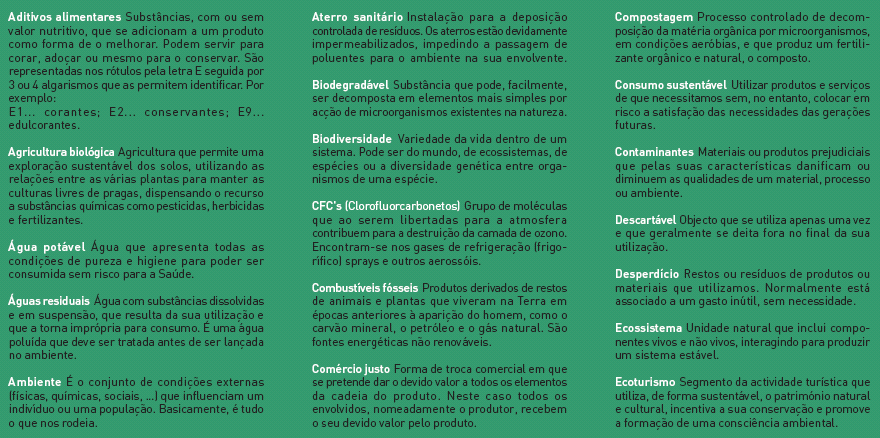 Aditivos alimentares Substâncias, com ou sem
valor nutritivo, que se adicionam a um produto
como forma de o melhorar. Podem servir para
corar, adoçar ou mesmo para o conservar. São
representadas nos rótulos pela letra E seguida por
3 ou 4 algarismos que as permitem identificar. Por
exemplo:
E1... corantes; E2... conservantes; E9...
edulcorantes.
Agricultura biológica Agricultura que permite uma
exploração sustentável dos solos, utilizando as
relações entre as várias plantas para manter as
culturas livres de pragas, dispensando o recurso
a substâncias químicas como pesticidas, herbicidas
e fertilizantes.
Água potável Água que apresenta todas as
condições de pureza e higiene para poder ser
consumida sem risco para a Saúde.
Águas residuais Água com substâncias dissolvidas
e em suspensão, que resulta da sua utilização e
que a torna imprópria para consumo. É uma água
poluída que deve ser tratada antes de ser lançada
no ambiente.
Ambiente É o conjunto de condições externas
(físicas, químicas, sociais, ...) que influenciam um
indivíduo ou uma população. Basicamente, é tudo
o que nos rodeia.
Aterro sanitário Instalação para a deposição
controlada de resíduos. Os aterros estão devidamente
impermeabilizados, impedindo a passagem de
poluentes para o ambiente na sua envolvente.
Biodegradável Substância que pode, facilmente,
ser decomposta em elementos mais simples por
acção de microorganismos existentes na natureza.
Biodiversidade Variedade da vida dentro de um
sistema. Pode ser do mundo, de ecossistemas, de
espécies ou a diversidade genética entre orga-
nismos de uma espécie.
CFC's (Clorofluorcarbonetos) Grupo de moléculas
que ao serem libertadas para a atmosfera
contribuem para a destruição da camada de ozono.
Encontram-se nos gases de refrigeração (frigo-
rífico) sprays e outros aerossóis.
Combustíveis fósseis Produtos derivados de restos
de animais e plantas que viveram na Terra em
épocas anteriores à aparição do homem, como o
carvão mineral, o petróleo e o gás natural. São
fontes energéticas não renováveis.
Comércio justo Forma de troca comercial em que
se pretende dar o devido valor a todos os elementos
da cadeia do produto. Neste caso todos os
envolvidos, nomeadamente o produtor, recebem
o seu devido valor pelo produto.
Compostagem Processo controlado de decom-
posição da matéria orgânica por microorganismos,
em condições aeróbias, e que produz um fertili-
zante orgânico e natural, o composto.
Consumo sustentável Utilizar produtos e serviços
de que necessitamos sem, no entanto, colocar em
risco a satisfação das necessidades das gerações
futuras.
Contaminantes Materiais ou produtos prejudiciais
que pelas suas características danificam ou
diminuem as qualidades de um material, processo
ou ambiente.
Descartável Objecto que se utiliza apenas uma vez
e que geralmente se deita fora no final da sua
utilização.
Desperdício Restos ou resíduos de produtos ou
materiais que utilizamos. Normalmente está
associado a um gasto inútil, sem necessidade.
Ecossistema Unidade natural que inclui compo-
nentes vivos e não vivos, interagindo para produzir
um sistema estável.
Ecoturismo Segmento da actividade turística que
utiliza, de forma sustentável, o património natural
e cultural, incentiva a sua conservação e promove
a formação de uma consciência ambiental.